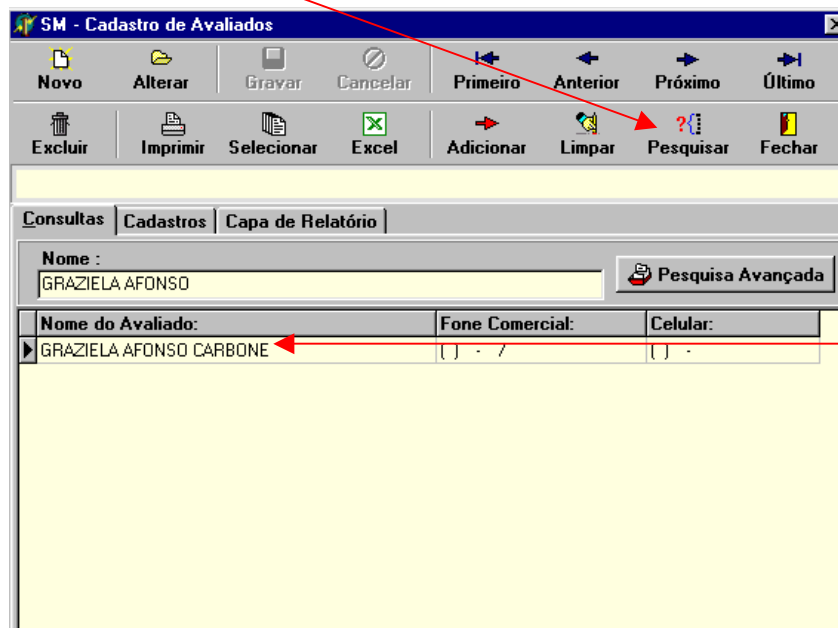 SM - Cadastro de Avaliados
Novo Alterar Gravar Cancelar Primeiro Anterior Próximo Último
Excluir Imprimir Selecionar Excel Adicionar Limpar Pesquisar Fechar
Consultas Cadastros Capa de Relatório
Nome :
GRAZIELA AFONSO Pesquisa Avançada
Nome do Avaliado: Fone Comercial: Celular:
GRAZIELA AFONSO CARBONE ( ) - / ( ) -